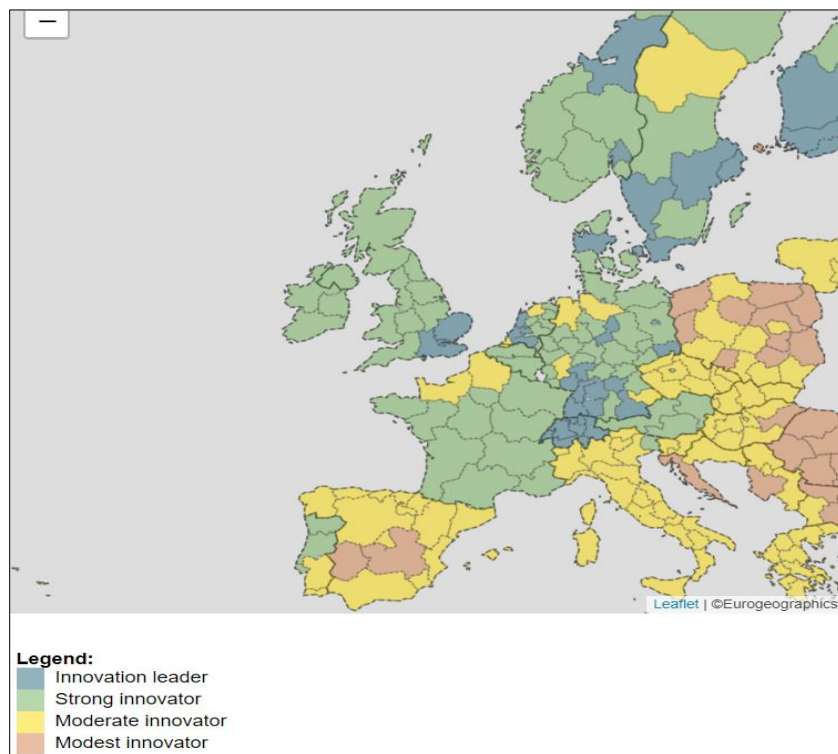 −
Leaflet | ©Eurogeographics
Legend:
Innovation leader
Strong innovator
Moderate innovator
Modest innovator